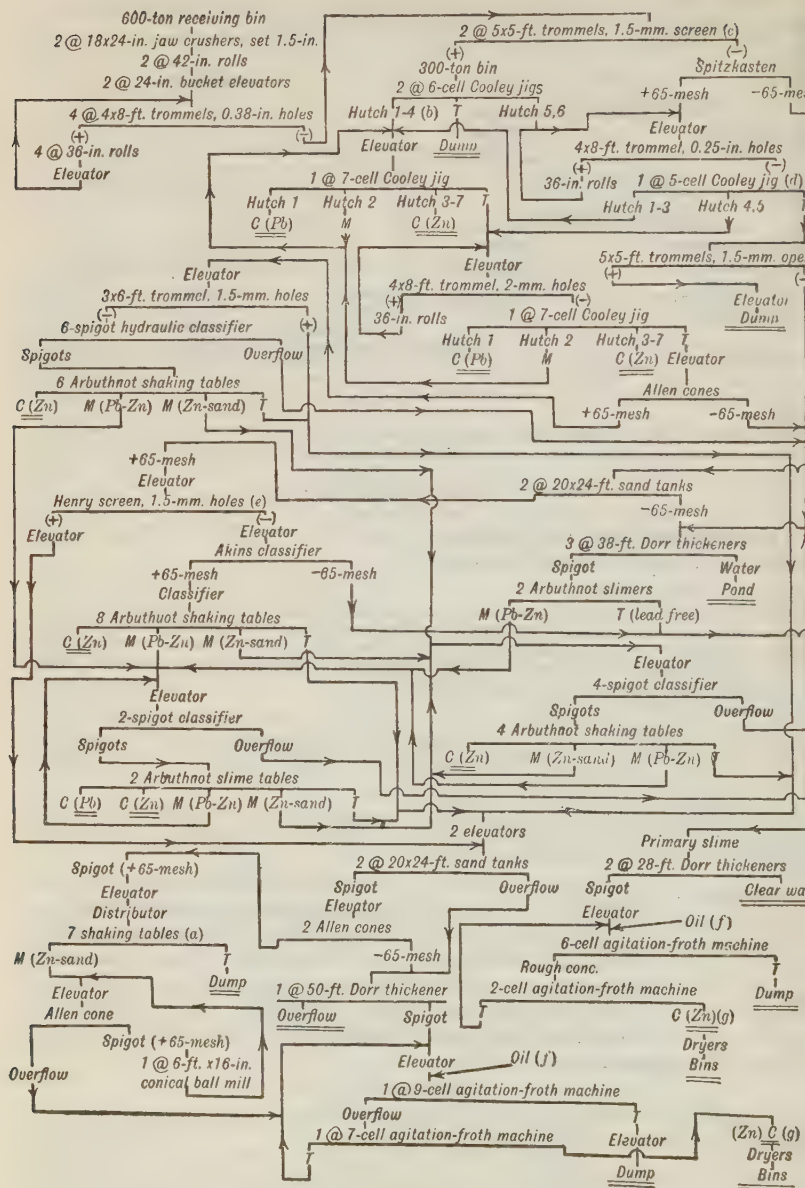 600-ton receiving bin
2 @ 18x24-in. jaw crushers, set 1.5-in.
2 @ 42-in. rolls
2 @ 24-in. bucket elevators
4 @ 4x8-ft. trommels, 0.38-in. holes
(+) (-)
4 @ 36-in. rolls
Elevator
2 @ 5x5-ft. trommels, 1.5-mm. screen (c)
(+) (-)
300-ton bin Spitzkasten
2 @ 6-cell Cooley jigs +65-mesh -65-mes
Hutch 1-4 (b) T Hutch 5,6 Elevator
Elevator Dump 4x8-ft. trommel, 0.25-in. holes
(+) (-)
1 @ 7-cell Cooley jig 36-in. rolls 1 @ 5-cell Cooley jig (d)
Hutch 1 Hutch 2 Hutch 3-7 T Hutch 1-3 Hutch 4,5 T
C (Pb) M C (Zn)
Elevator Elevator 5x5-ft. trommels, 1.5-mm. ope
3x6-ft. trommel, 1.5-mm. holes 4x8-ft. trommel, 2-mm. holes (+) (-)
(-) (+) (+) (-) Elevator
6-spigot hydraulic classifier 36-in. rolls 1 @ 7-cell Cooley jig Dump
Spigots Overflow Hutch 1 Hutch 2 Hutch 3-7 T
C (Pb) M C (Zn) Elevator
6 Arbuthnot shaking tables Allen cones
C (Zn) M (Pb-Zn) M (Zn-sand) T +65-mesh -65-mesh
+65-mesh 2 @ 20x24-ft. sand tanks
Elevator -65-mesh
Henry screen, 1.5-mm. holes (e)
(+) (-)
Elevator Elevator 3 @ 38-ft. Dorr thickeners
Akins classifier Spigot Water
+65-mesh -65-mesh 2 Arbuthnot slimers Pond
Classifier M (Pb-Zn) T (lead free)
8 Arbuthuot shaking tables
C (Zn) M (Pb-Zn) M (Zn-sand) T
Elevator Elevator
2-spigot classifier 4-spigot classifier
Spigots Overflow Spigots Overflow
2 Arbuthnot slime tables 4 Arbuthnot shaking tables
C (Pb) C (Zn) M (Pb-Zn) M (Zn-sand) T C (Zn) M (Zn-sand) M (Pb-Zn) T
2 elevators Primary slime
Spigot (+65-mesh) 2 @ 20x24-ft. sand tanks 2 @ 28-ft. Dorr thickeners
Elevator Spigot Overflow Spigot Clear wa
Distributor Elevator Elevator Oil (f)
7 shaking tables (a) 2 Allen cones 6-cell agitation-froth machine
M (Zn-sand) T -65-mesh Rough conc. T
Elevator Dump 1 @ 50-ft. Dorr thickener 2-cell agitation-froth machine Dump
Allen cone Overflow Spigot T C (Zn) (g)
Spigot (+65-mesh) Dryers
Overflow 1 @ 6-ft. x16-in. Elevator Bins
conical ball mill Oil (f)
1 @ 9-cell agitation-froth machine
Overflow T
1 @ 7-cell agitation-froth machine Elevator (Zn) C (g)
T Dump Dryers
Bins